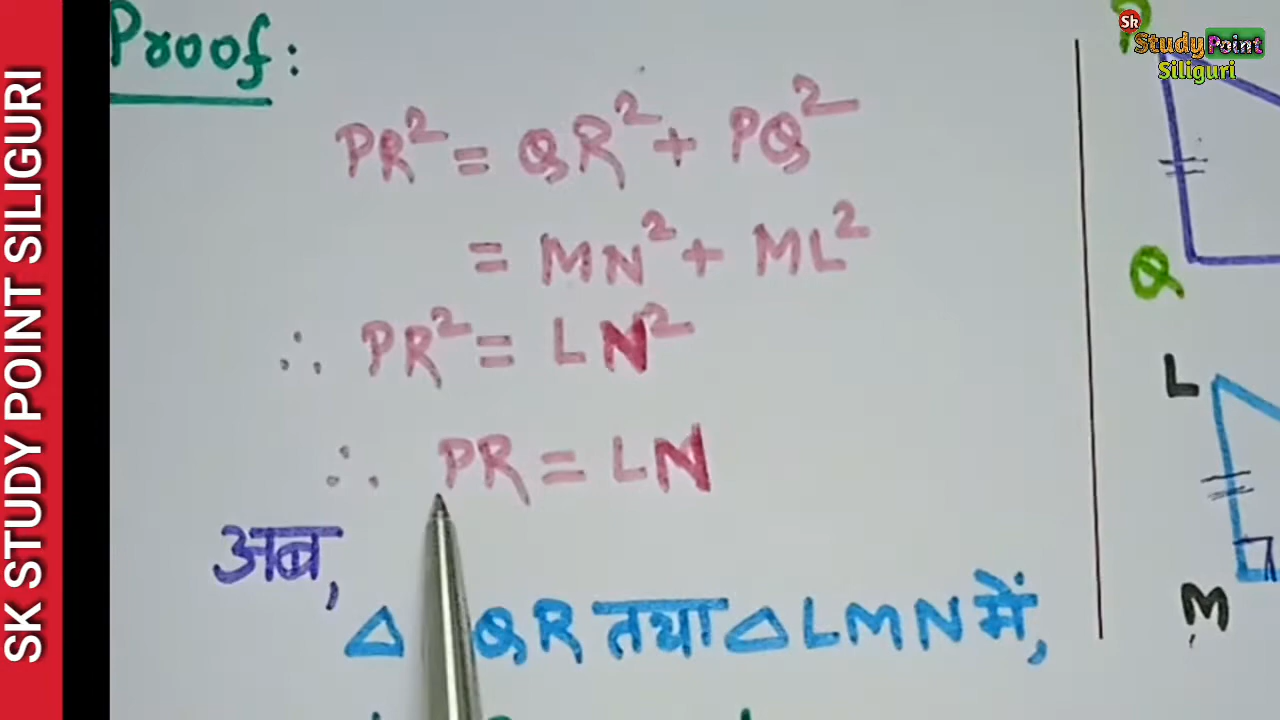 SK STUDY POINT SILIGURI
Proof:
PR² = QR² + PQ²
= MN² + ML²
∴ PR² = LN²
∴ PR = LN
अब,
△ QR तथा △LMN में,
P
Q
L
M
Sk
Study Point
Siliguri